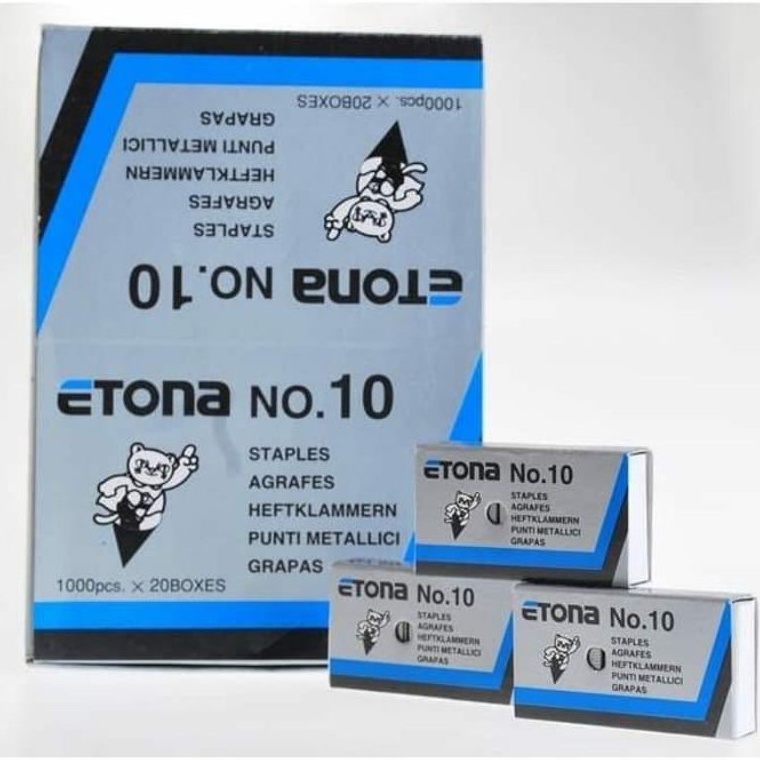 1000pcs. × 20BOXES
GRAPAS
PUNTI METALLICI
HEFTKLAMMERN
AGRAFES
STAPLES
ETONA NO.10
ETONA NO.10
STAPLES
AGRAFES
HEFTKLAMMERN
PUNTI METALLICI
GRAPAS
1000pcs. × 20BOXES
ETONA No.10
STAPLES
AGRAFES
HEFTKLAMMERN
PUNTI METALLICI
GRAPAS
ETONA No.10
STAPLES
AGRAFES
HEFTKLAMMERN
PUNTI METALLICI
GRAPAS
ETONA No.10
STAPLES
AGRAFES
HEFTKLAMMERN
PUNTI METALLICI
GRAPAS